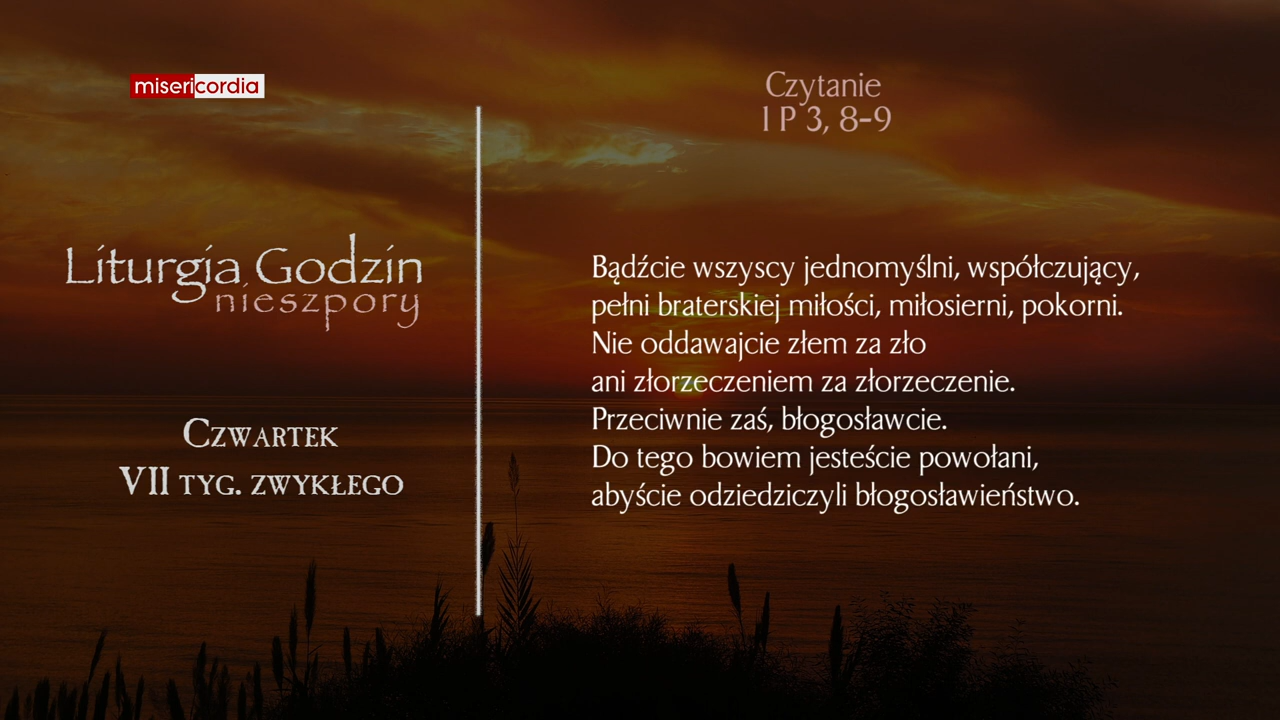 misericordia
Liturgia Godzin
nieszpory
Czwartek
VII tyg. zwykłego
Czytanie
1 P 3, 8-9
Bądźcie wszyscy jednomyślni, współczujący,
pełni braterskiej miłości, miłosierni, pokorni.
Nie oddawajcie złem za zło
ani złorzeczeniem za złorzeczenie.
Przeciwnie zaś, błogosławcie.
Do tego bowiem jesteście powołani,
abyście odziedziczyli błogosławieństwo.